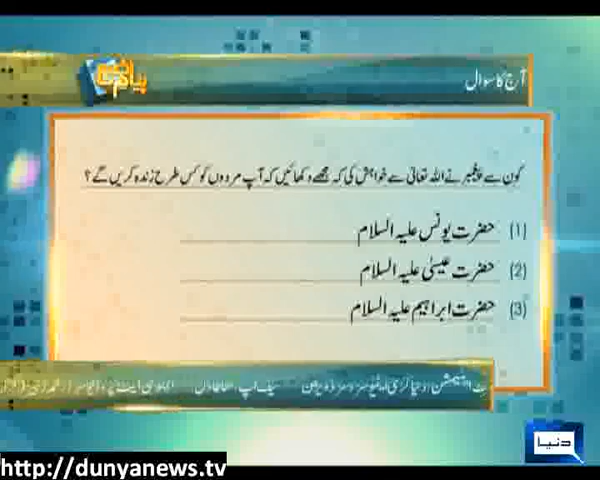 آج کا سوال
کون سے پیغمبر نے اللہ تعالیٰ سے خواہش کی کہ مجھے دکھائیں کہ آپ مردوں کو کس طرح زندہ کریں گے؟
(1) حضرت یونس علیہ السلام
(2) حضرت عیسیٰ علیہ السلام
(3) حضرت ابراہیم علیہ السلام
دنیا
http://dunyanews.tv